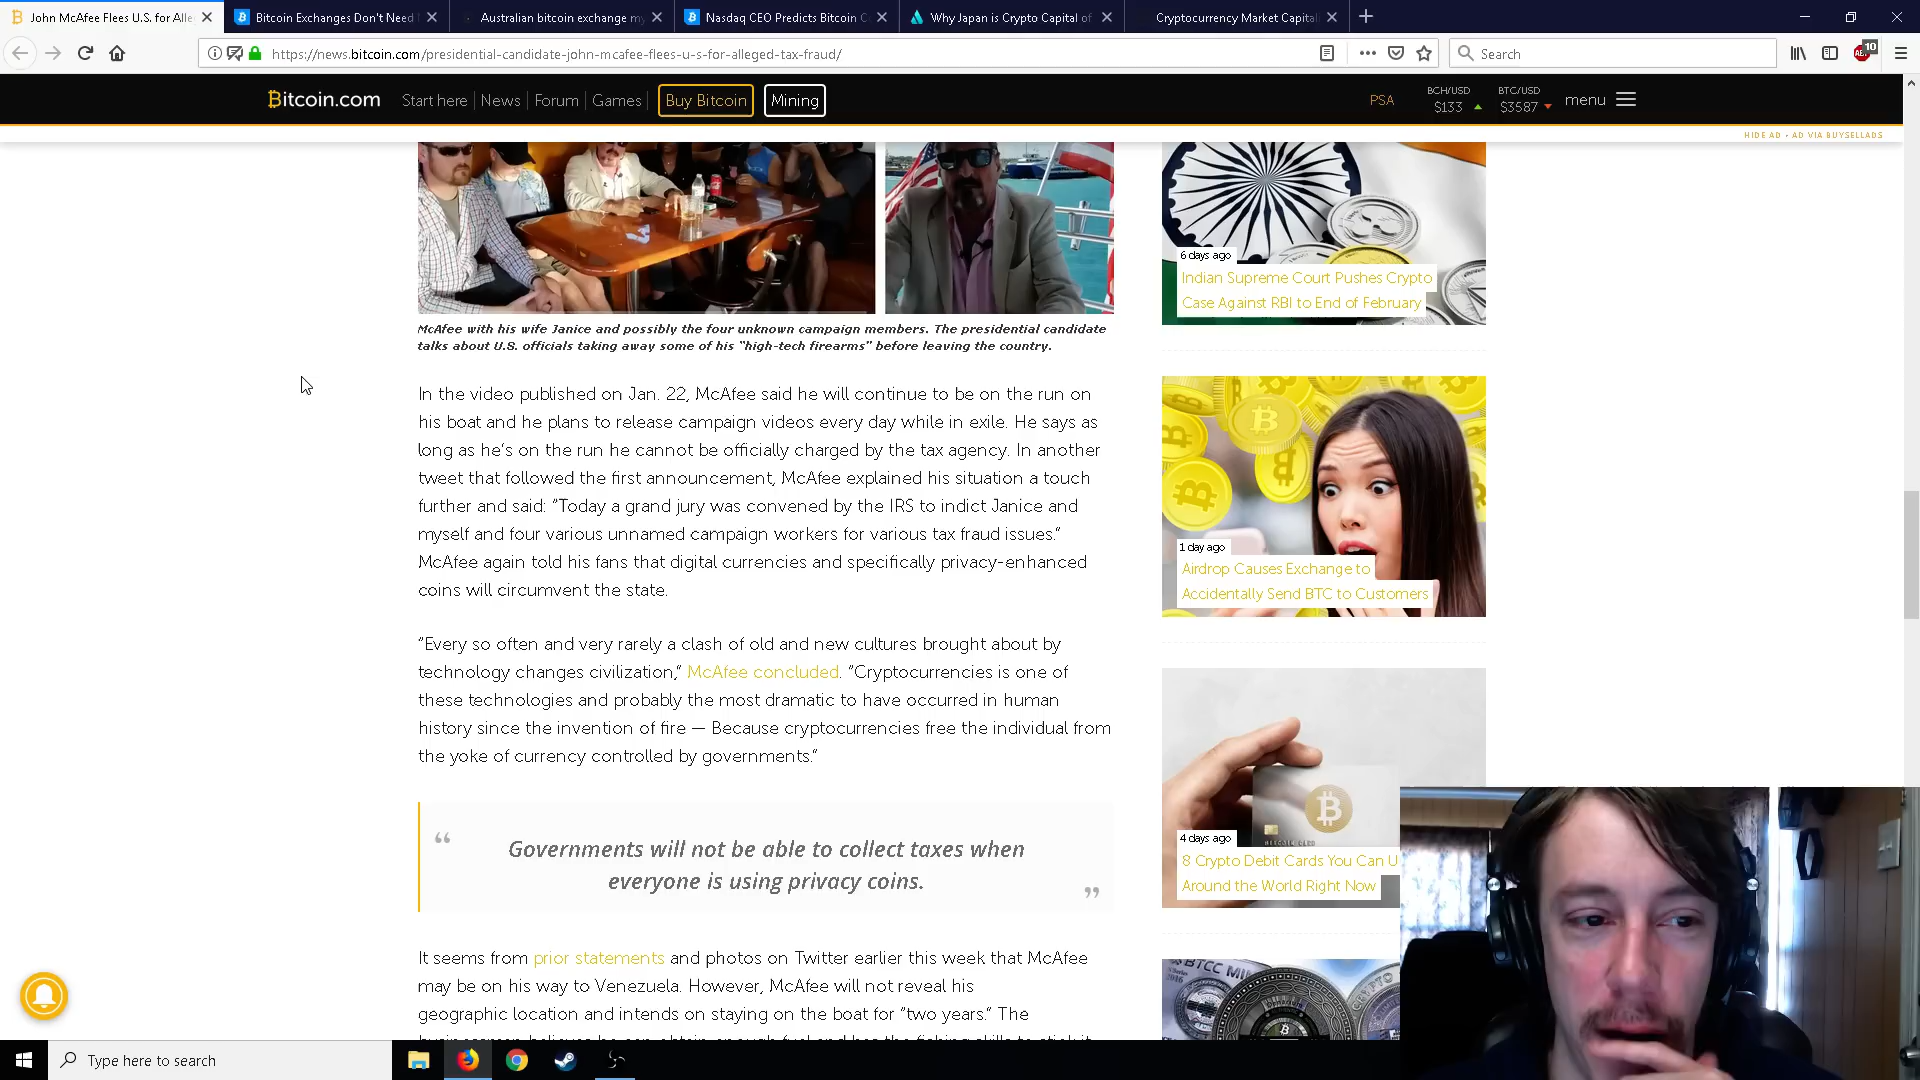 John McAfee Flees U.S. for Alle
Bitcoin Exchanges Don't Need
Australian bitcoin exchange my
Nasdaq CEO Predicts Bitcoin C
Why Japan is Crypto Capital of
Cryptocurrency Market Capital
https://news.bitcoin.com/presidential-candidate-john-mcafee-flees-u-s-for-alleged-tax-fraud/
Search
10
Bitcoin.com
Start here
News
Forum
Games
Buy Bitcoin
Mining
PSA
BCH/USD
$133
BTC/USD
$3587
menu
HIDE AD • AD VIA BUYSELLADS
McAfee with his wife Janice and possibly the four unknown campaign members. The presidential candidate
talks about U.S. officials taking away some of his “high-tech firearms” before leaving the country.
In the video published on Jan. 22, McAfee said he will continue to be on the run on
his boat and he plans to release campaign videos every day while in exile. He says as
long as he’s on the run he cannot be officially charged by the tax agency. In another
tweet that followed the first announcement, McAfee explained his situation a touch
further and said: “Today a grand jury was convened by the IRS to indict Janice and
myself and four various unnamed campaign workers for various tax fraud issues.”
McAfee again told his fans that digital currencies and specifically privacy-enhanced
coins will circumvent the state.
“Every so often and very rarely a clash of old and new cultures brought about by
technology changes civilization,” McAfee concluded. “Cryptocurrencies is one of
these technologies and probably the most dramatic to have occurred in human
history since the invention of fire — Because cryptocurrencies free the individual from
the yoke of currency controlled by governments.”
“ Governments will not be able to collect taxes when
everyone is using privacy coins. ”
It seems from prior statements and photos on Twitter earlier this week that McAfee
may be on his way to Venezuela. However, McAfee will not reveal his
geographic location and intends on staying on the boat for “two years.” The
6 days ago
Indian Supreme Court Pushes Crypto
Case Against RBI to End of February
1 day ago
Airdrop Causes Exchange to
Accidentally Send BTC to Customers
4 days ago
8 Crypto Debit Cards You Can U
Around the World Right Now
Type here to search